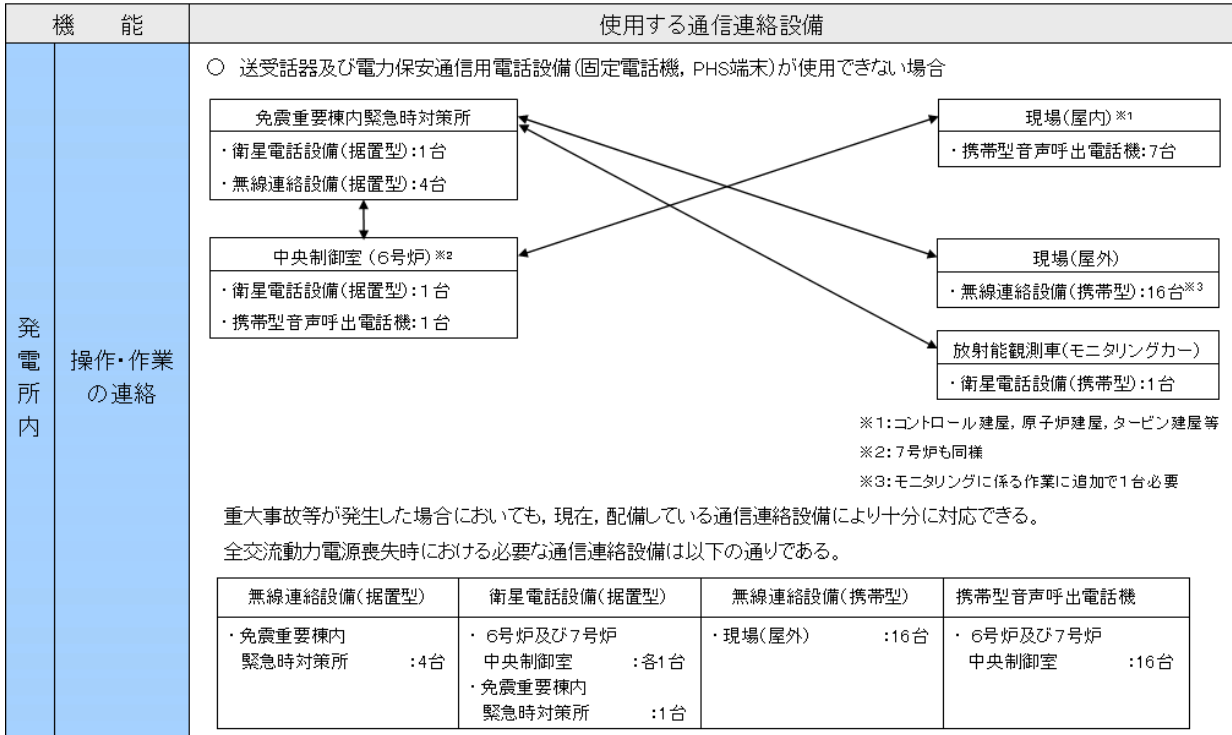 機　能
使用する通信連絡設備
発電所内
操作・作業
の連絡
○ 送受話器及び電力保安通信用電話設備(固定電話機, PHS端末)が使用できない場合
免震重要棟内緊急時対策所
・衛星電話設備(据置型):1台
・無線連絡設備(据置型):4台
現場(屋内)※1
・携帯型音声呼出電話機:7台
中央制御室(6号炉)※2
・衛星電話設備(据置型):1台
・携帯型音声呼出電話機:1台
現場(屋外)
・無線連絡設備(携帯型):16台※3
放射能観測車(モニタリングカー)
・衛星電話設備(携帯型):1台
※1:コントロール建屋, 原子炉建屋, タービン建屋等
※2:7号炉も同様
※3:モニタリングに係る作業に追加で1台必要
重大事故等が発生した場合においても, 現在, 配備している通信連絡設備により十分に対応できる。
全交流動力電源喪失時における必要な通信連絡設備は以下の通りである。
無線連絡設備(据置型)
衛星電話設備(据置型)
無線連絡設備(携帯型)
携帯型音声呼出電話機
・免震重要棟内
緊急時対策所 :4台
・6号炉及び7号炉
中央制御室 :各1台
・免震重要棟内
緊急時対策所 :1台
・現場(屋外) :16台
・6号炉及び7号炉
中央制御室 :16台